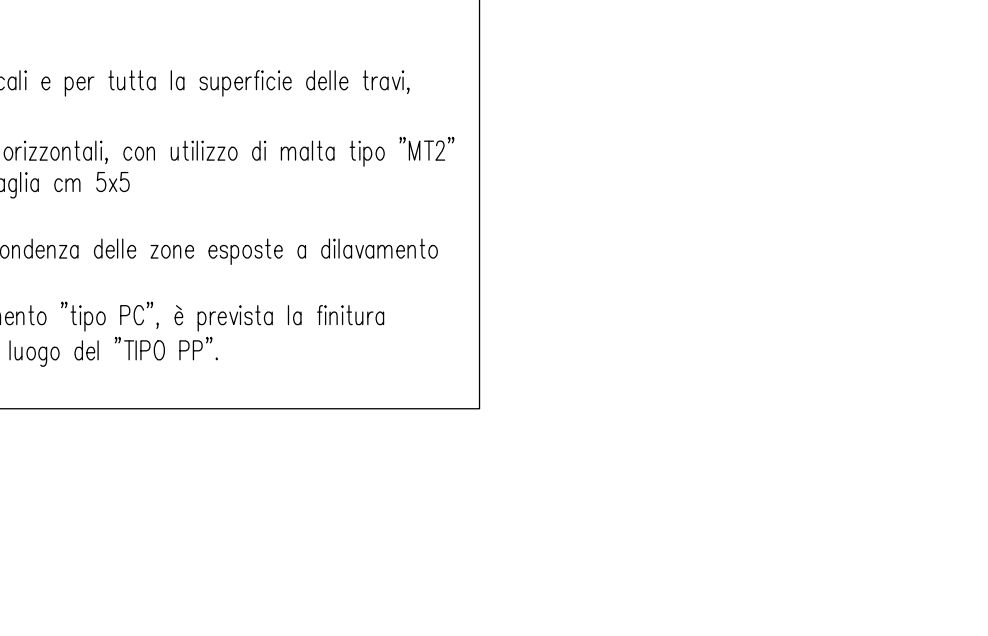 cali e per tutta la superficie delle travi,
orizzontali, con utilizzo di malta tipo "MT2"
aglia cm 5x5
ondenza delle zone esposte a dilavamento
ento "tipo PC", è prevista la finitura
luogo del "TIPO PP".